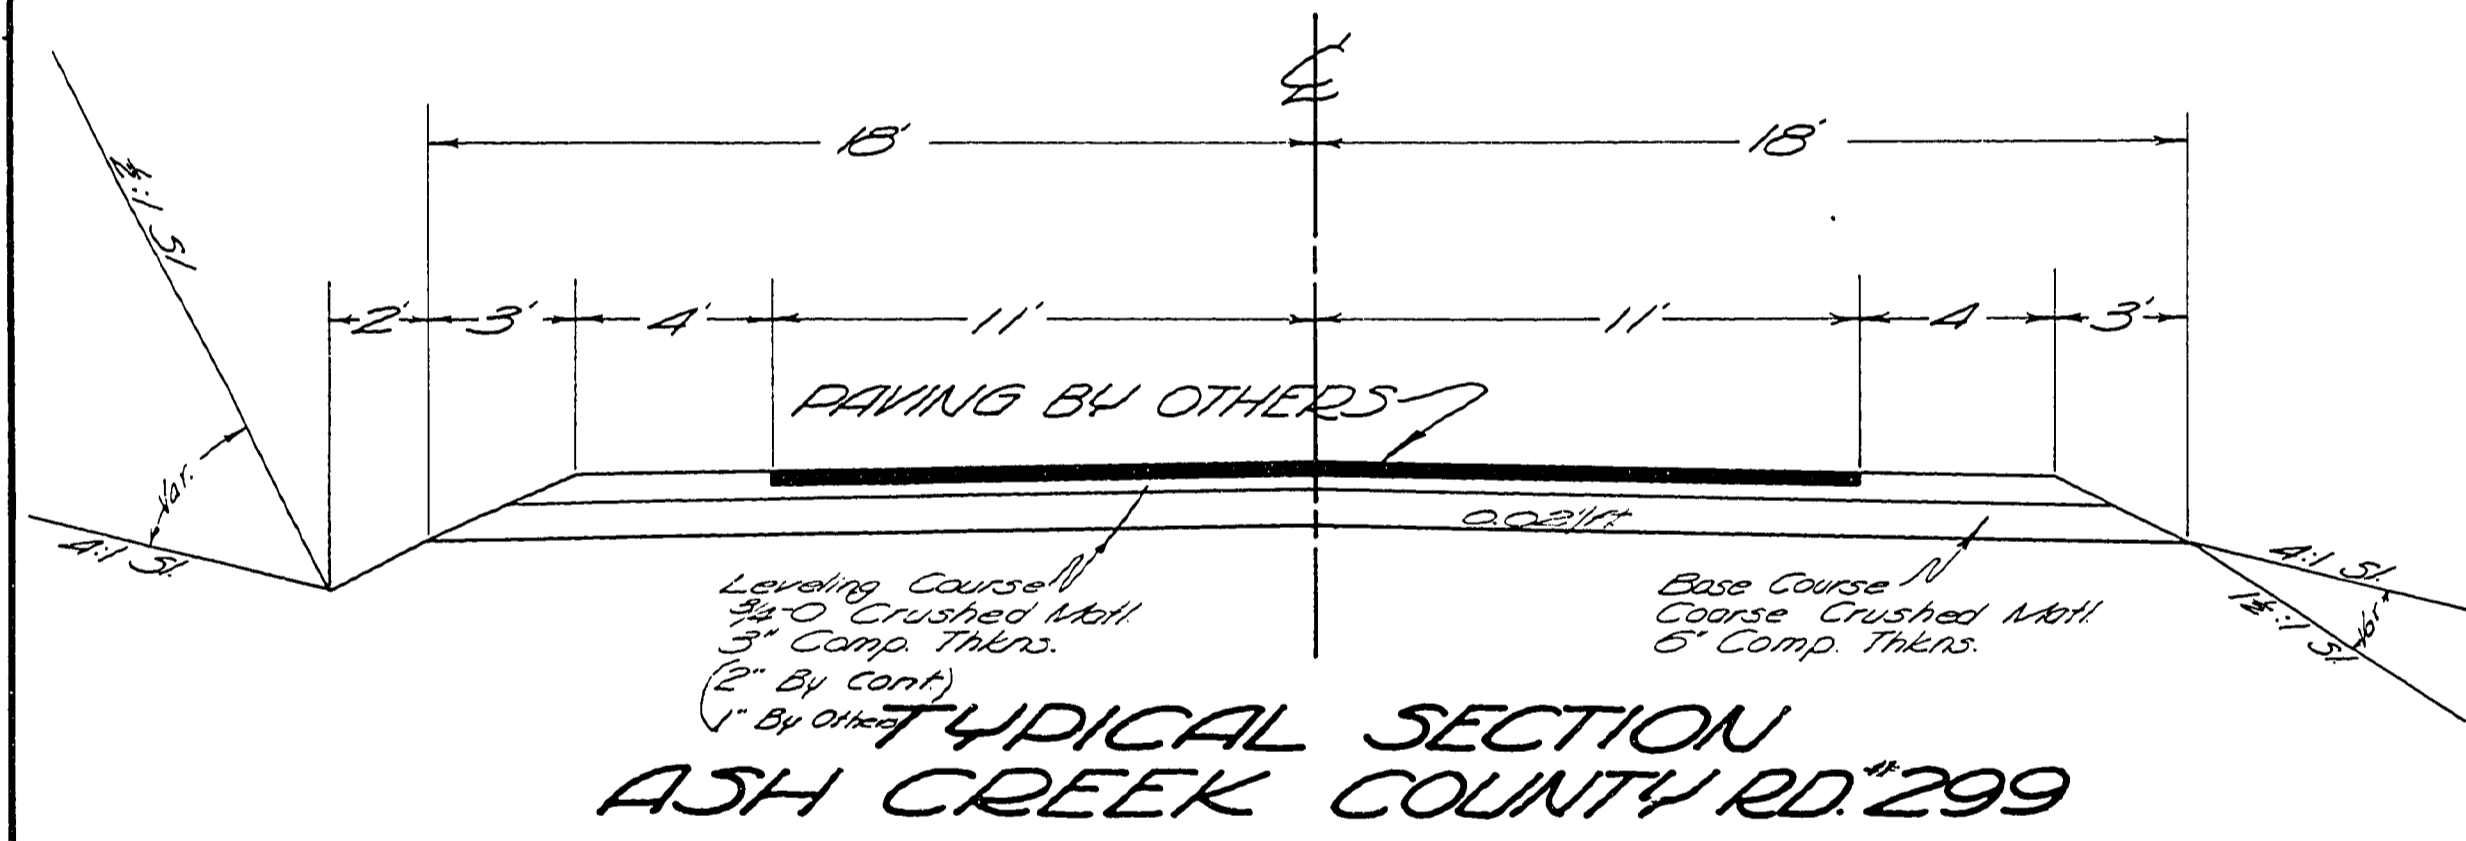 ℄
18' 18'
2' 3' 4' 11' 11' 4 3'
PAVING BY OTHERS
:1 Sl
Var.
4:1 Sl.
0.02'/ft
Leveling Course
3/4"-0 Crushed Matl.
3" Comp. Thkns.
(2" By Cont.)
(1" By Others
Base Course
Coarse Crushed Matl.
6" Comp. Thkns.
4:1 Sl.
Var
1½:1 Sl.
TYPICAL SECTION
ASH CREEK COUNTY RD. #299